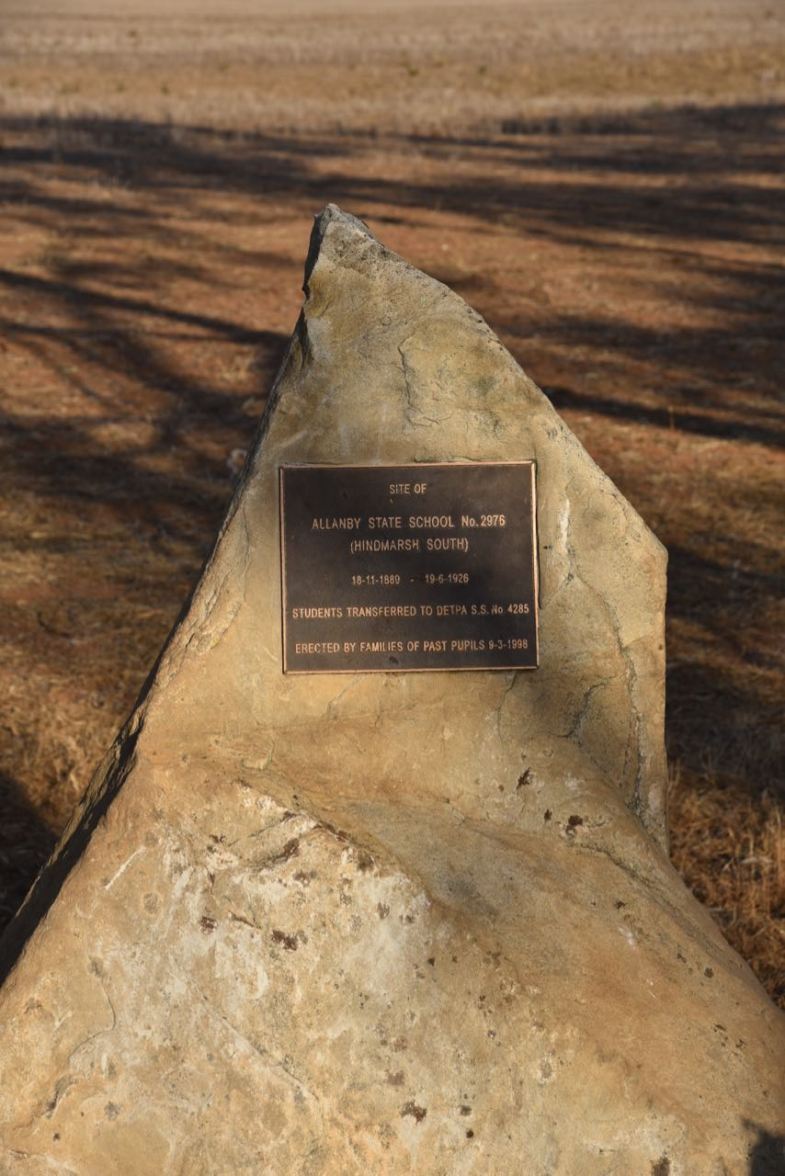 SITE OF
ALLANBY STATE SCHOOL No. 2976
(HINDMARSH SOUTH)
18-11-1889 - 19-6-1926
STUDENTS TRANSFERRED TO DETPA S.S. No 4285
ERECTED BY FAMILIES OF PAST PUPILS 9-3-1998